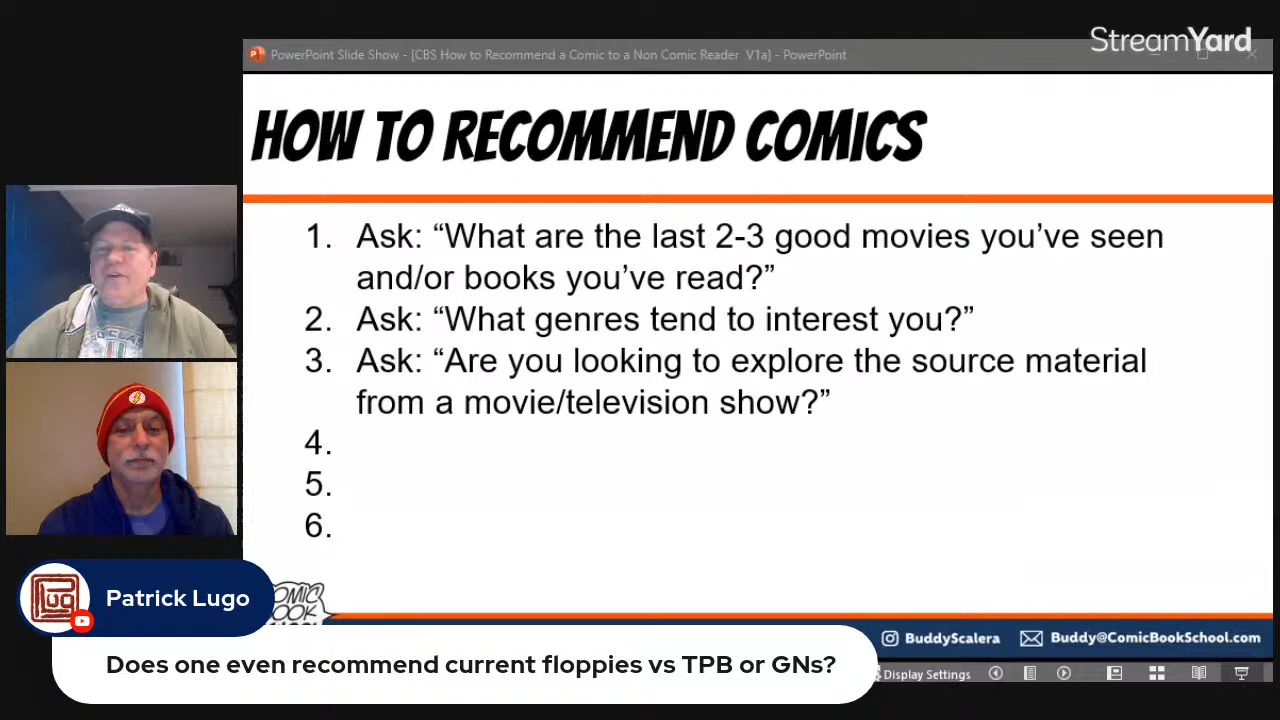 StreamYard
PowerPoint Slide Show - [CBS How to Recommend a Comic to a Non Comic Reader V1a] - PowerPoint
HOW TO RECOMMEND COMICS
1. Ask: “What are the last 2-3 good movies you’ve seen
and/or books you’ve read?”
2. Ask: “What genres tend to interest you?”
3. Ask: “Are you looking to explore the source material
from a movie/television show?”
4.
5.
6.
Patrick Lugo
BuddyScalera
Buddy@ComicBookSchool.com
Does one even recommend current floppies vs TPB or GNs?
Display Settings